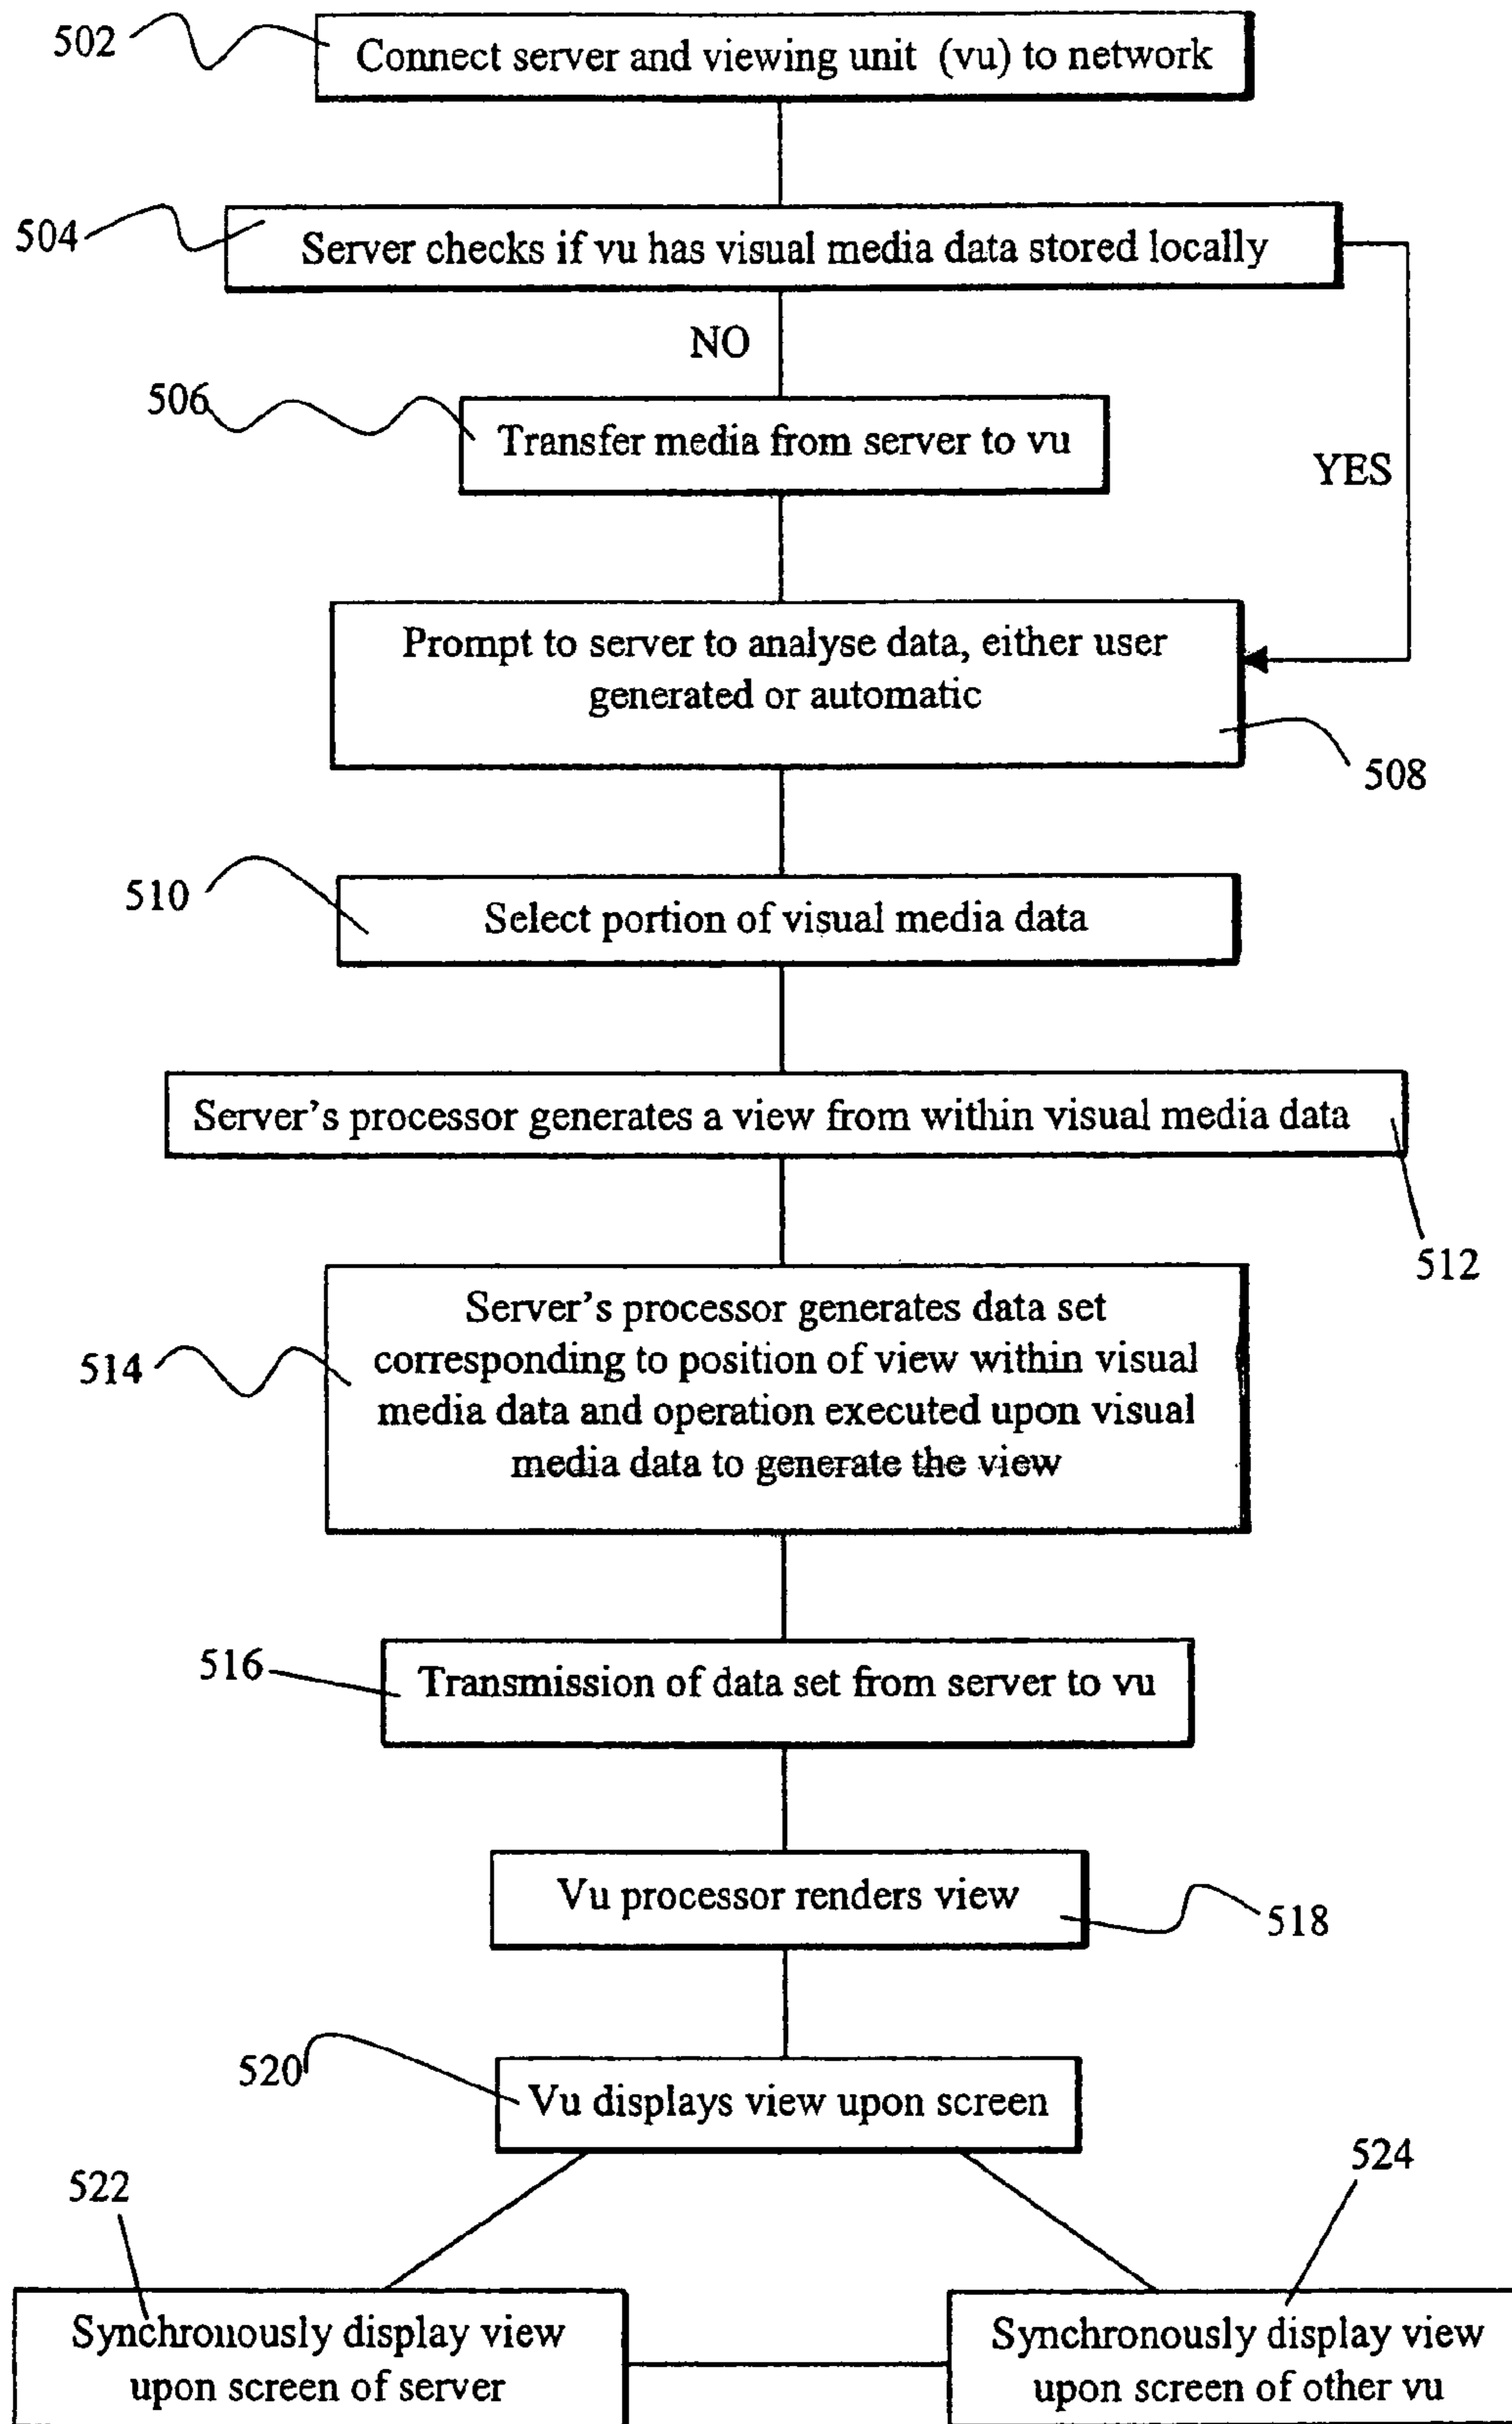 502
Connect server and viewing unit (vu) to network
504
Server checks if vu has visual media data stored locally
NO
506
Transfer media from server to vu
YES
Prompt to server to analyse data, either user
generated or automatic
508
510
Select portion of visual media data
Server's processor generates a view from within visual media data
512
Server's processor generates data set
corresponding to position of view within visual
media data and operation executed upon visual
media data to generate the view
514
516
Transmission of data set from server to vu
Vu processor renders view
518
520
Vu displays view upon screen
522
524
Synchronously display view
upon screen of server
Synchronously display view
upon screen of other vu